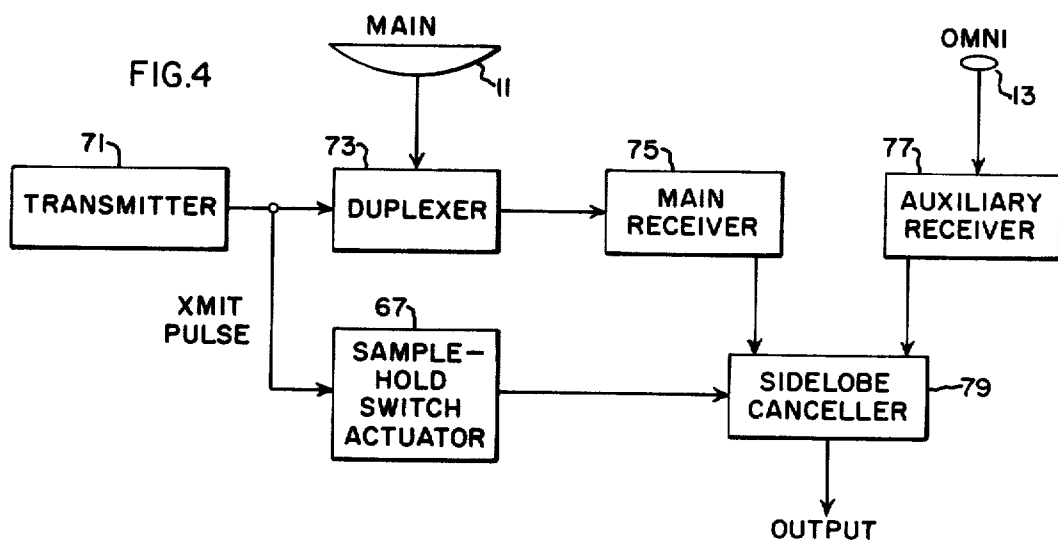 MAIN
OMNI
FIG.4
11
13
71
73
75
77
TRANSMITTER
DUPLEXER
MAIN
RECEIVER
AUXILIARY
RECEIVER
XMIT
PULSE
67
SAMPLE-
HOLD
SWITCH
ACTUATOR
SIDELOBE
CANCELLER
79
OUTPUT